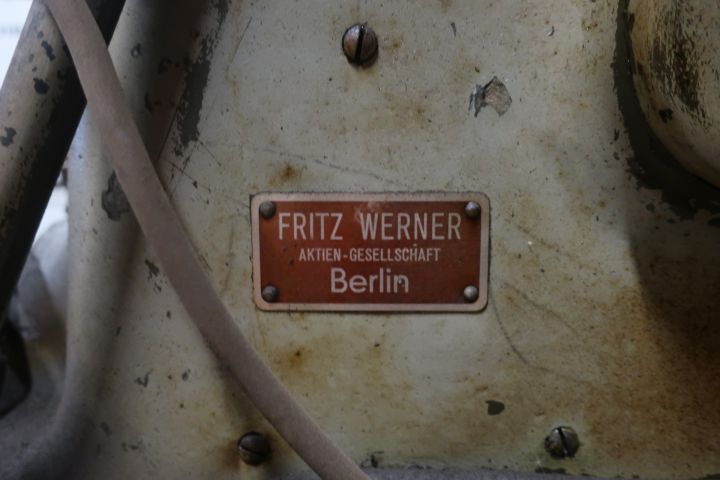 FRITZ WERNER
AKTIEN-GESELLSCHAFT
Berlin